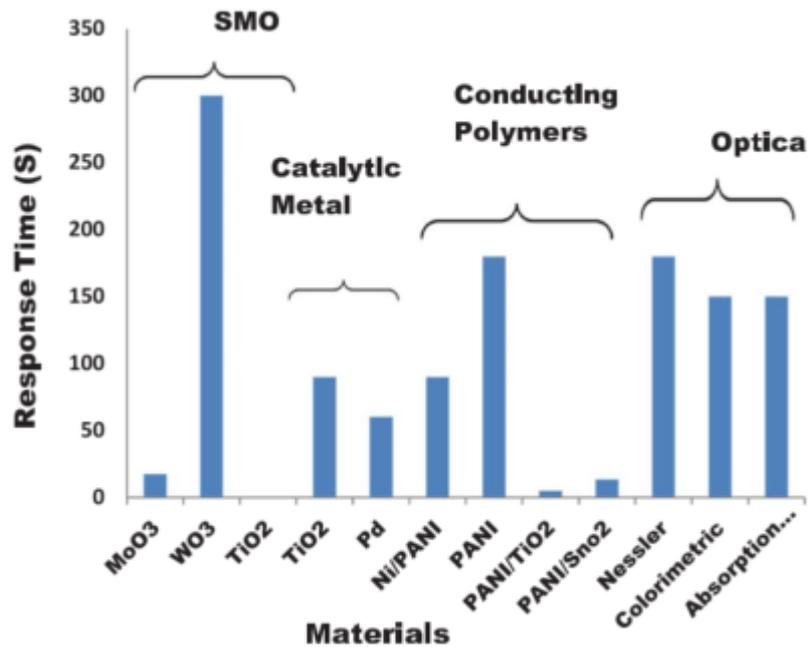 350
300
250
200
150
100
50
0
Response Time (S)
SMO
Catalytic
Metal
Conducting
Polymers
Optica
MoO3
WO3
TiO2
TiO2
Pd
Ni/PANI
PANI
PANI/TiO2
PANI/Sno2
Nessler
Colorimetric
Absorption...
Materials